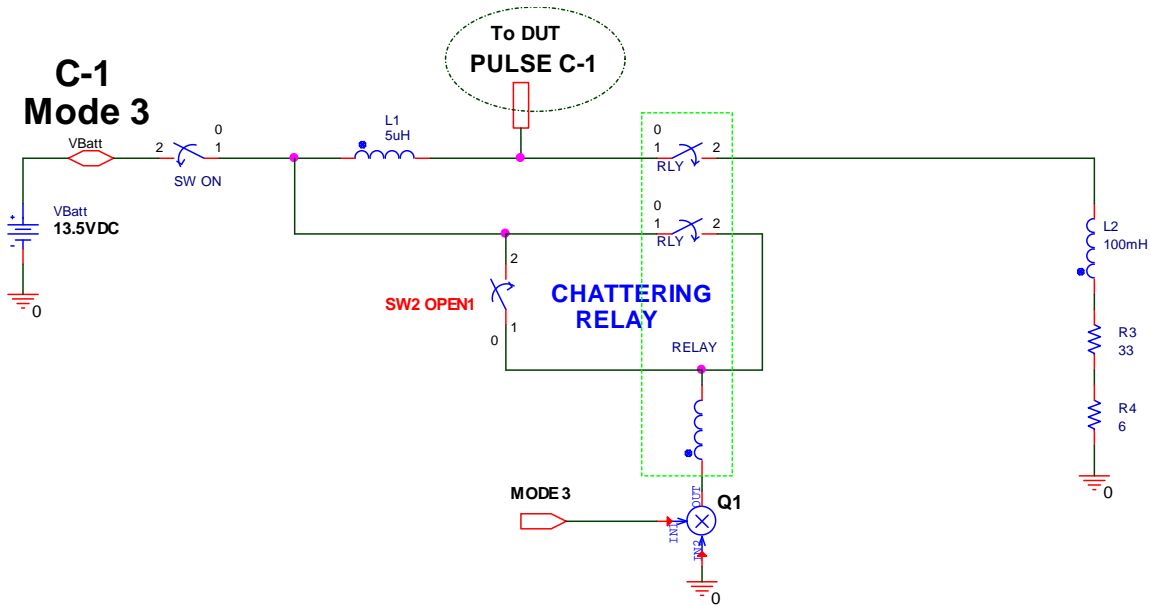 To DUT
PULSE C-1
C-1
Mode 3
VBatt
2
0
1
SW ON
L1
5uH
0
1
2
RLY
VBatt
+
13.5VDC
-
0
0
1
2
RLY
L2
100mH
2
SW2 OPEN1
1
0
CHATTERING
RELAY
RELAY
R3
33
R4
6
0
MODE 3
OUT
Q1
IN1
IN2
0